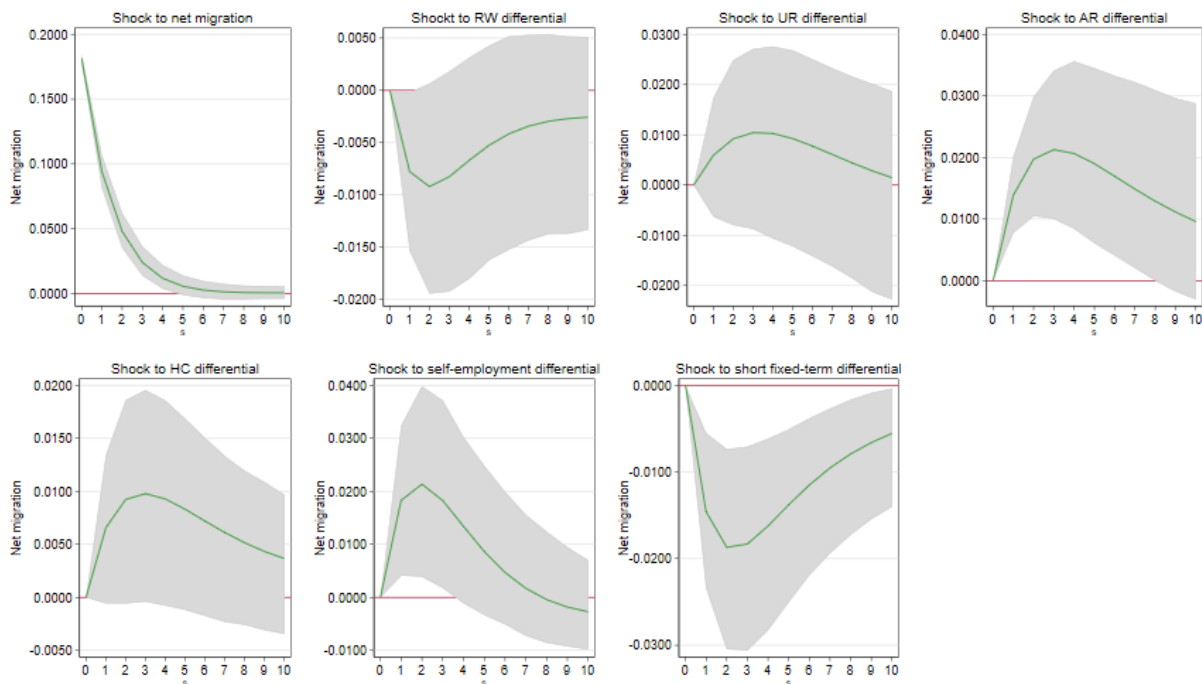 Shock to net migration
0.2000
0.1500
0.1000
0.0500
0.0000
Net migration
0 1 2 3 4 5 6 7 8 9 10
s
Shockt to RW differential
0.0050
0.0000
-0.0050
-0.0100
-0.0150
-0.0200
Net migration
0 1 2 3 4 5 6 7 8 9 10
s
Shock to UR differential
0.0300
0.0200
0.0100
0.0000
-0.0100
-0.0200
Net migration
0 1 2 3 4 5 6 7 8 9 10
s
Shock to AR differential
0.0400
0.0300
0.0200
0.0100
0.0000
Net migration
0 1 2 3 4 5 6 7 8 9 10
s
Shock to HC differential
0.0200
0.0150
0.0100
0.0050
0.0000
-0.0050
Net migration
0 1 2 3 4 5 6 7 8 9 10
s
Shock to self-employment differential
0.0400
0.0300
0.0200
0.0100
0.0000
-0.0100
Net migration
0 1 2 3 4 5 6 7 8 9 10
s
Shock to short fixed-term differential
0.0000
-0.0100
-0.0200
-0.0300
Net migration
0 1 2 3 4 5 6 7 8 9 10
s